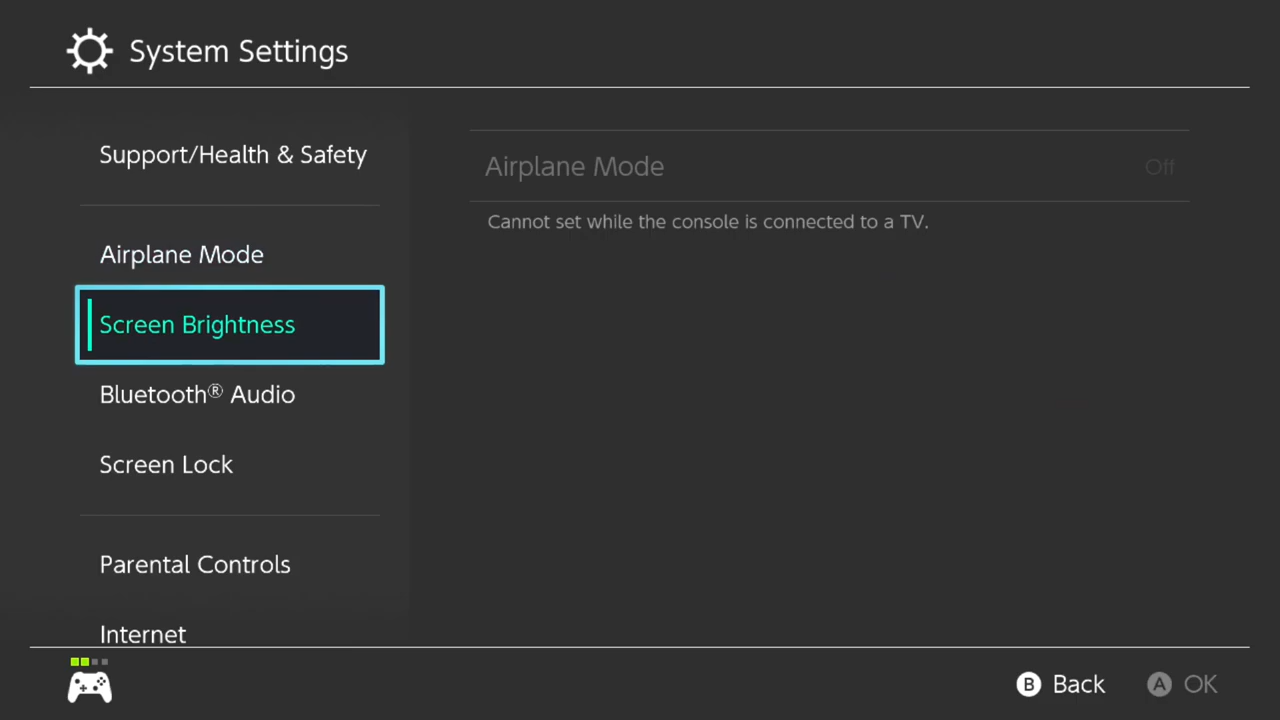 System Settings
Support/Health & Safety
Airplane Mode
Screen Brightness
Bluetooth® Audio
Screen Lock
Parental Controls
Internet
Airplane Mode Off
Cannot set while the console is connected to a TV.
B Back A OK